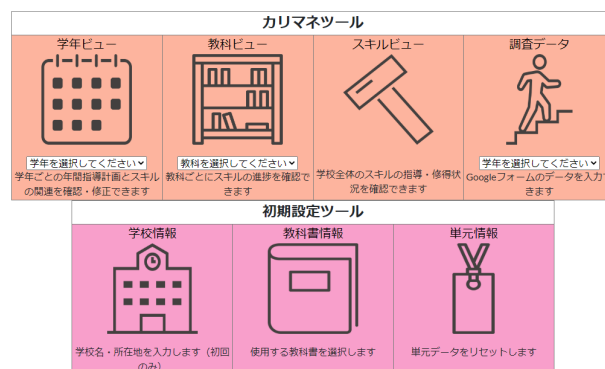 カリマネツール
学年ビュー
教科ビュー
スキルビュー
調査データ
学年を選択してください
教科を選択してください
学年を選択してください
学年ごとの年間指導計画とスキル
の関連を確認・修正できます
教科ごとにスキルの進捗を確認で
きます
学校全体のスキルの指導・修得状
況を確認できます
Googleフォームのデータを入力で
きます
初期設定ツール
学校情報
教科書情報
単元情報
学校名・所在地を入力します（初回
のみ）
使用する教科書を選択します
単元データをリセットします